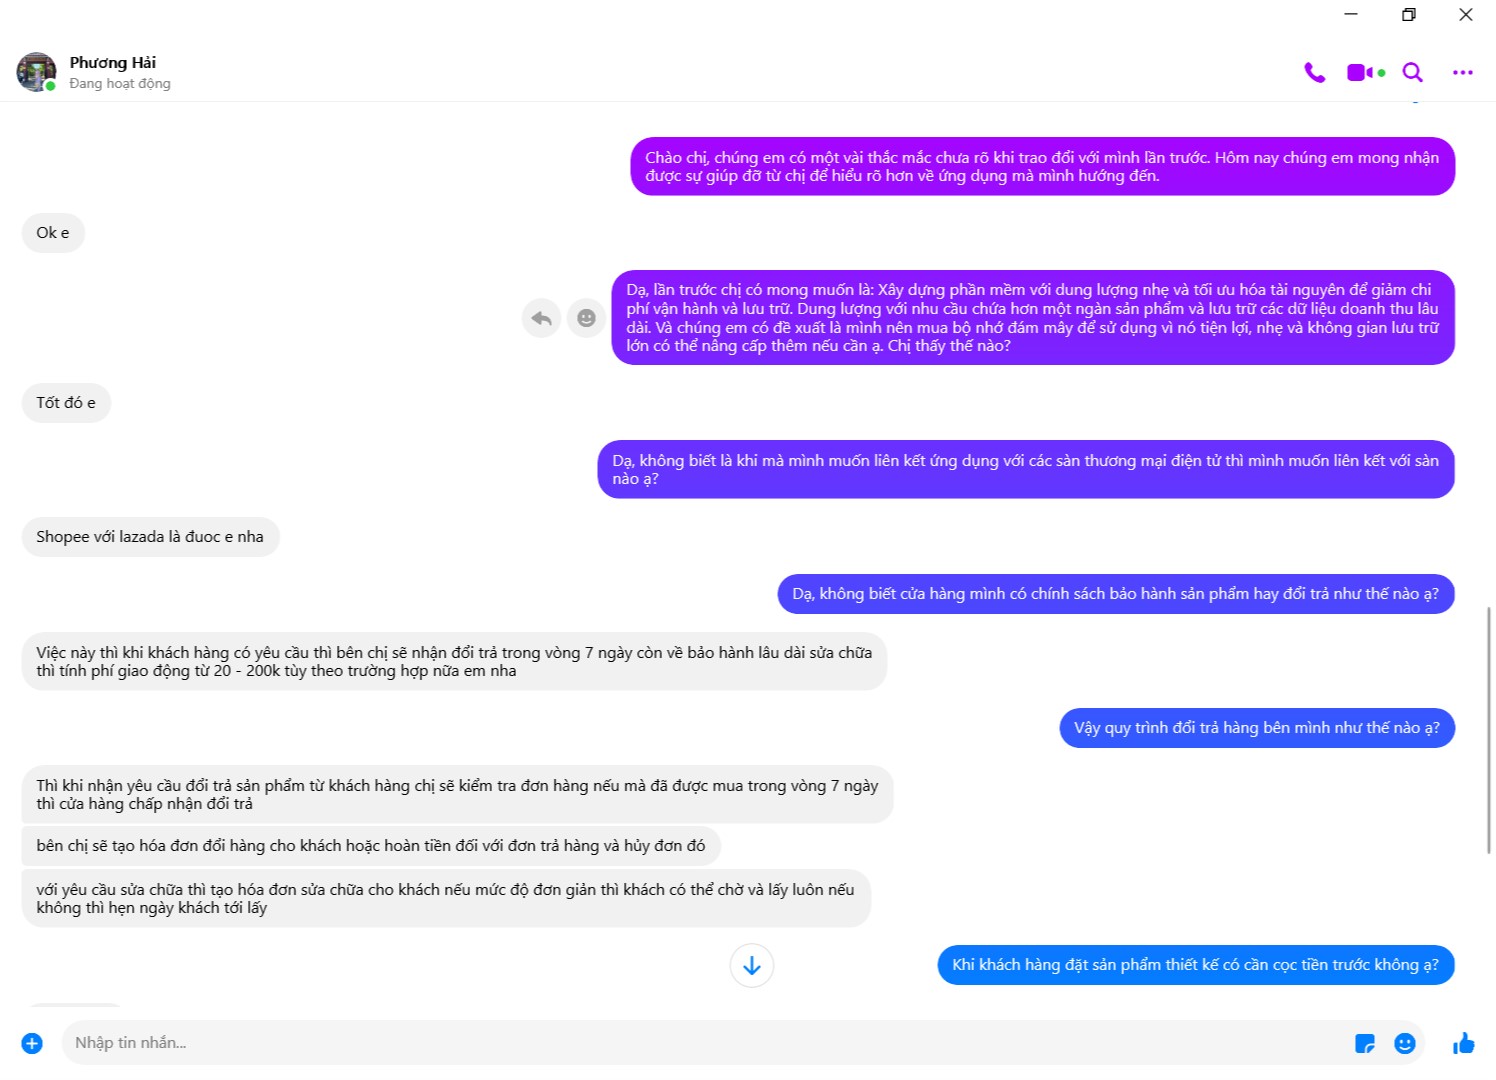 Phương Hải
Đang hoạt động
Chào chị, chúng em có một vài thắc mắc chưa rõ khi trao đổi với mình lần trước. Hôm nay chúng em mong nhận
được sự giúp đỡ từ chị để hiểu rõ hơn về ứng dụng mà mình hướng đến.
Ok e
Dạ, lần trước chị có mong muốn là: Xây dựng phần mềm với dung lượng nhẹ và tối ưu hóa tài nguyên để giảm chi
phí vận hành và lưu trữ. Dung lượng với nhu cầu chứa hơn một ngàn sản phẩm và lưu trữ các dữ liệu doanh thu lâu
dài. Và chúng em có đề xuất là mình nên mua bộ nhớ đám mây để sử dụng vì nó tiện lợi, nhẹ và không gian lưu trữ
lớn có thể nâng cấp thêm nếu cần ạ. Chị thấy thế nào?
Tốt đó e
Dạ, không biết là khi mà mình muốn liên kết ứng dụng với các sàn thương mại điện tử thì mình muốn liên kết với sàn
nào ạ?
Shopee với lazada là đuoc e nha
Dạ, không biết cửa hàng mình có chính sách bảo hành sản phẩm hay đổi trả như thế nào ạ?
Việc này thì khi khách hàng có yêu cầu thì bên chị sẽ nhận đổi trả trong vòng 7 ngày còn về bảo hành lâu dài sửa chữa
thì tính phí giao động từ 20 - 200k tùy theo trường hợp nữa em nha
Vậy quy trình đổi trả hàng bên mình như thế nào ạ?
Thì khi nhận yêu cầu đổi trả sản phẩm từ khách hàng chị sẽ kiểm tra đơn hàng nếu mà đã được mua trong vòng 7 ngày
thì cửa hàng chấp nhận đổi trả
bên chị sẽ tạo hóa đơn đổi hàng cho khách hoặc hoàn tiền đối với đơn trả hàng và hủy đơn đó
với yêu cầu sửa chữa thì tạo hóa đơn sửa chữa cho khách nếu mức độ đơn giản thì khách có thể chờ và lấy luôn nếu
không thì hẹn ngày khách tới lấy
Khi khách hàng đặt sản phẩm thiết kế có cần cọc tiền trước không ạ?
Nhập tin nhắn...